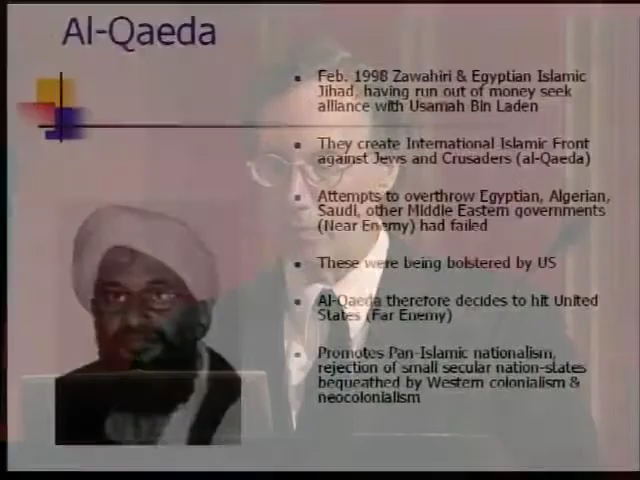 Al-Qaeda
Feb. 1998 Zawahiri & Egyptian Islamic
Jihad, having run out of money seek
alliance with Usamah Bin Laden
They create International Islamic Front
against Jews and Crusaders (al-Qaeda)
Attempts to overthrow Egyptian, Algerian,
Saudi, other Middle Eastern governments
(Near Enemy) had failed
These were being bolstered by US
Al-Qaeda therefore decides to hit United
States (Far Enemy)
Promotes Pan-Islamic nationalism,
rejection of small secular nation-states
bequeathed by Western colonialism &
neocolonialism